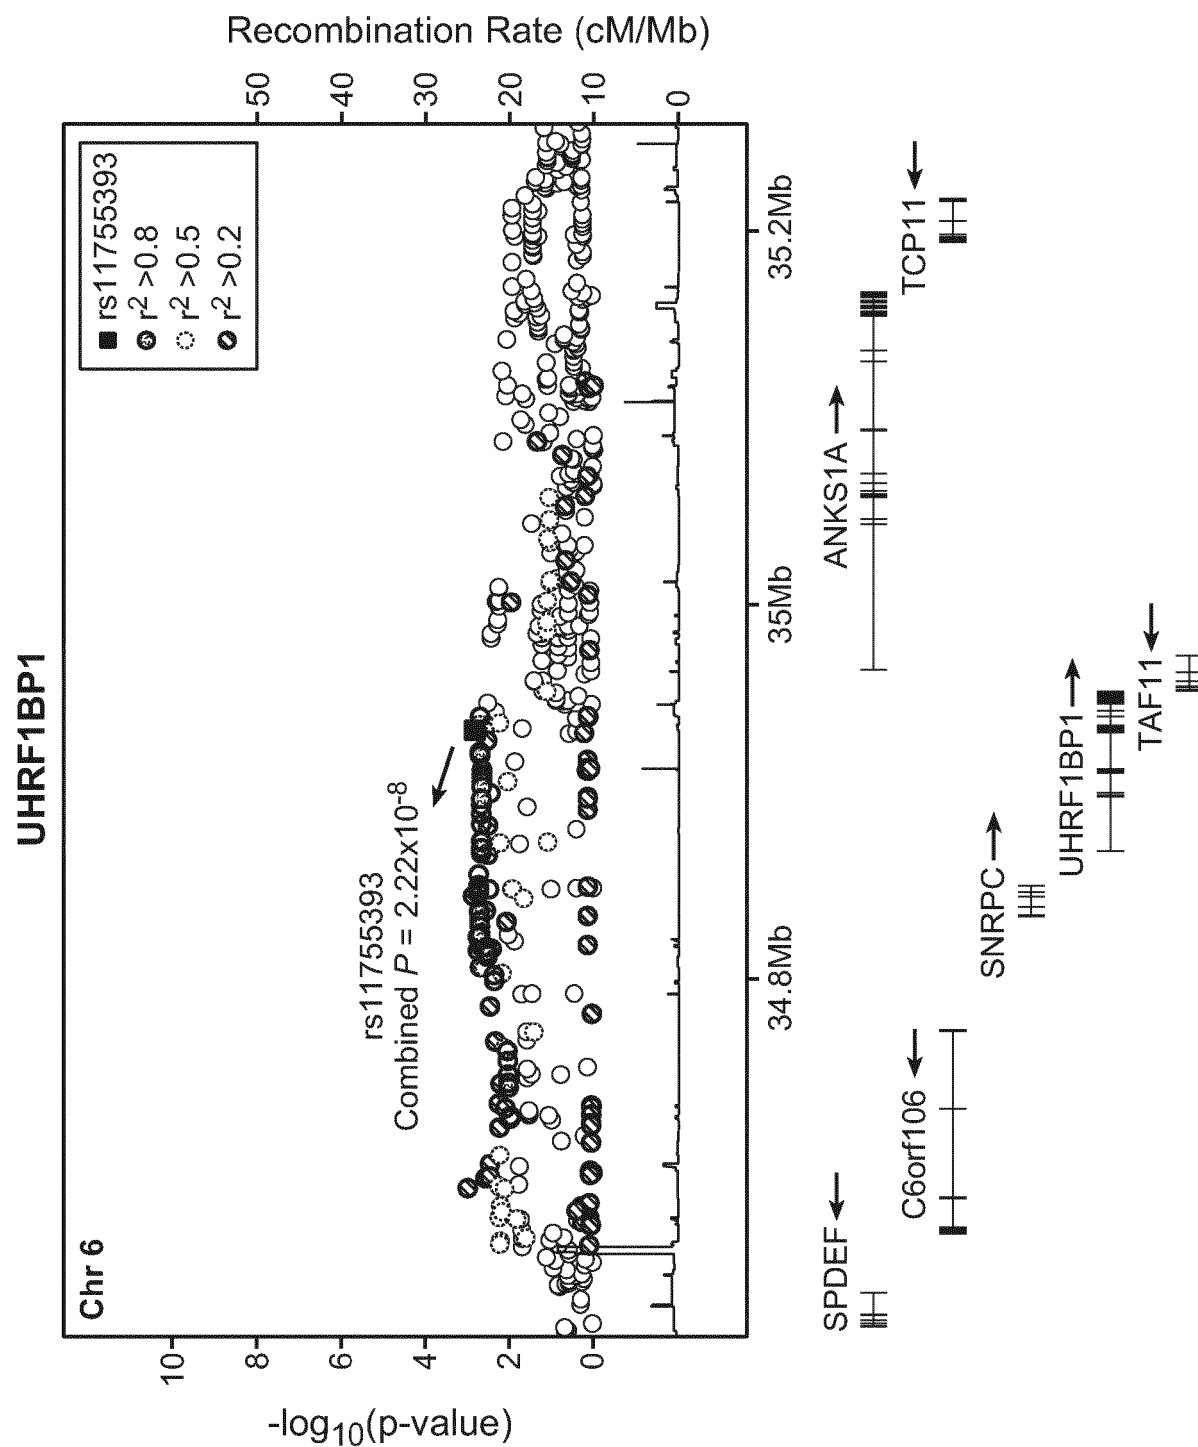 UHRF1BP1
Chr 6
rs11755393
r2 >0.8
r2 >0.5
r2 >0.2
rs11755393
Combined P = 2.22x10-8
-log10(p-value)
10
8
6
4
2
0
Recombination Rate (cM/Mb)
50
40
30
20
10
0
34.8Mb
35Mb
35.2Mb
SPDEF
ANKS1A
C6orf106
TCP11
SNRPC
UHRF1BP1
TAF11